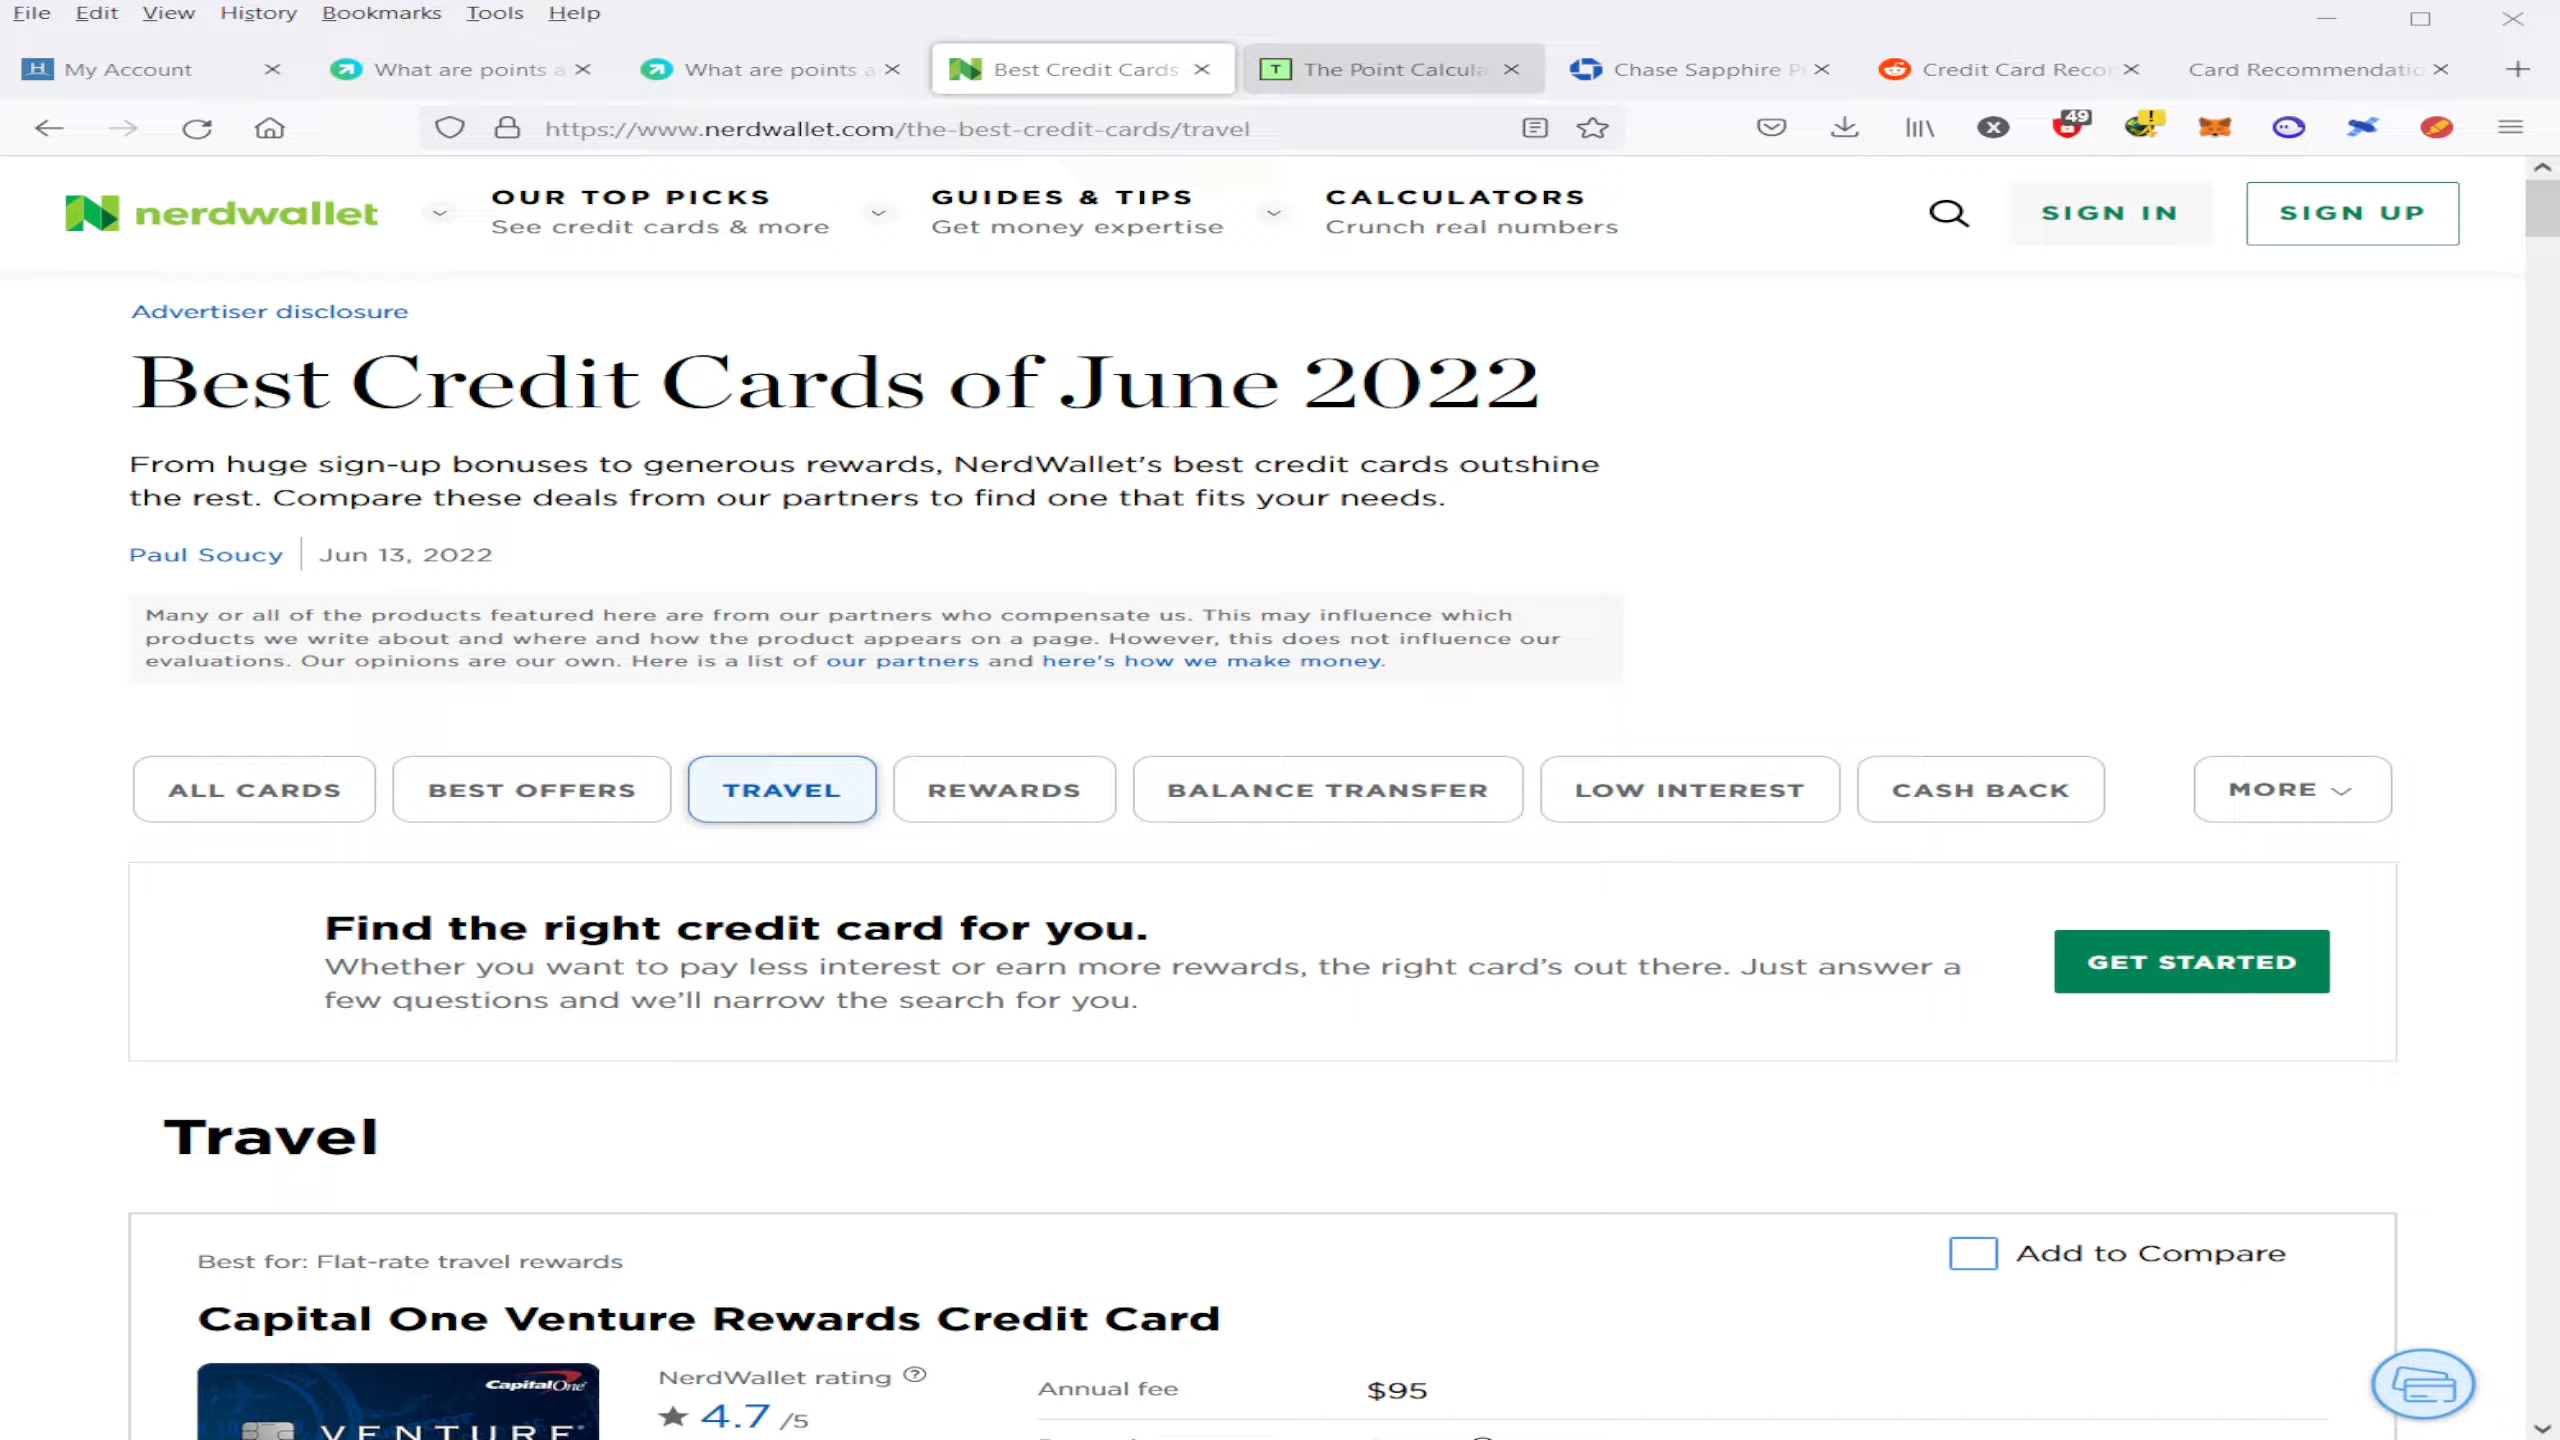 File Edit View History Bookmarks Tools Help
My Account What are points a What are points a Best Credit Cards The Point Calcula Chase Sapphire P Credit Card Recor Card Recommendatio
https://www.nerdwallet.com/the-best-credit-cards/travel 49
nerdwallet OUR TOP PICKS GUIDES & TIPS CALCULATORS SIGN IN SIGN UP
See credit cards & more Get money expertise Crunch real numbers
Advertiser disclosure
Best Credit Cards of June 2022
From huge sign-up bonuses to generous rewards, NerdWallet's best credit cards outshine
the rest. Compare these deals from our partners to find one that fits your needs.
Paul Soucy Jun 13, 2022
Many or all of the products featured here are from our partners who compensate us. This may influence which
products we write about and where and how the product appears on a page. However, this does not influence our
evaluations. Our opinions are our own. Here is a list of our partners and here's how we make money.
ALL CARDS BEST OFFERS TRAVEL REWARDS BALANCE TRANSFER LOW INTEREST CASH BACK MORE
Find the right credit card for you.
Whether you want to pay less interest or earn more rewards, the right card's out there. Just answer a
few questions and we'll narrow the search for you.
GET STARTED
Travel
Best for: Flat-rate travel rewards Add to Compare
Capital One Venture Rewards Credit Card
CapitalOne VENTURE
NerdWallet rating
4.7 /5
Annual fee $95